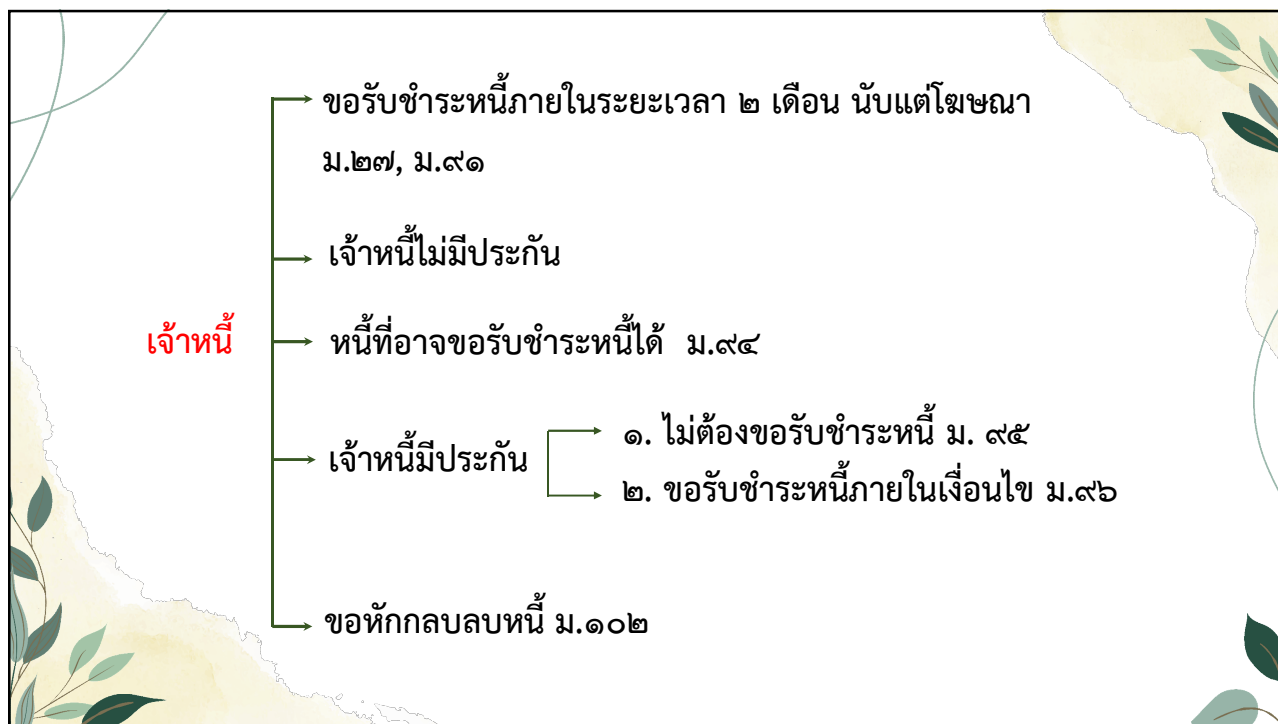 ขอรับชำระหนี้ภายในระยะเวลา ๒ เดือน นับแต่โฆษณา
ม.๒๗, ม.๙๑
เจ้าหนี้ไม่มีประกัน
เจ้าหนี้
หนี้ที่อาจขอรับชำระหนี้ได้ ม.๙๔
เจ้าหนี้มีประกัน
๑. ไม่ต้องขอรับชำระหนี้ ม. ๙๕
๒. ขอรับชำระหนี้ภายในเงื่อนไข ม.๙๖
ขอหักกลบลบหนี้ ม.๑๐๒